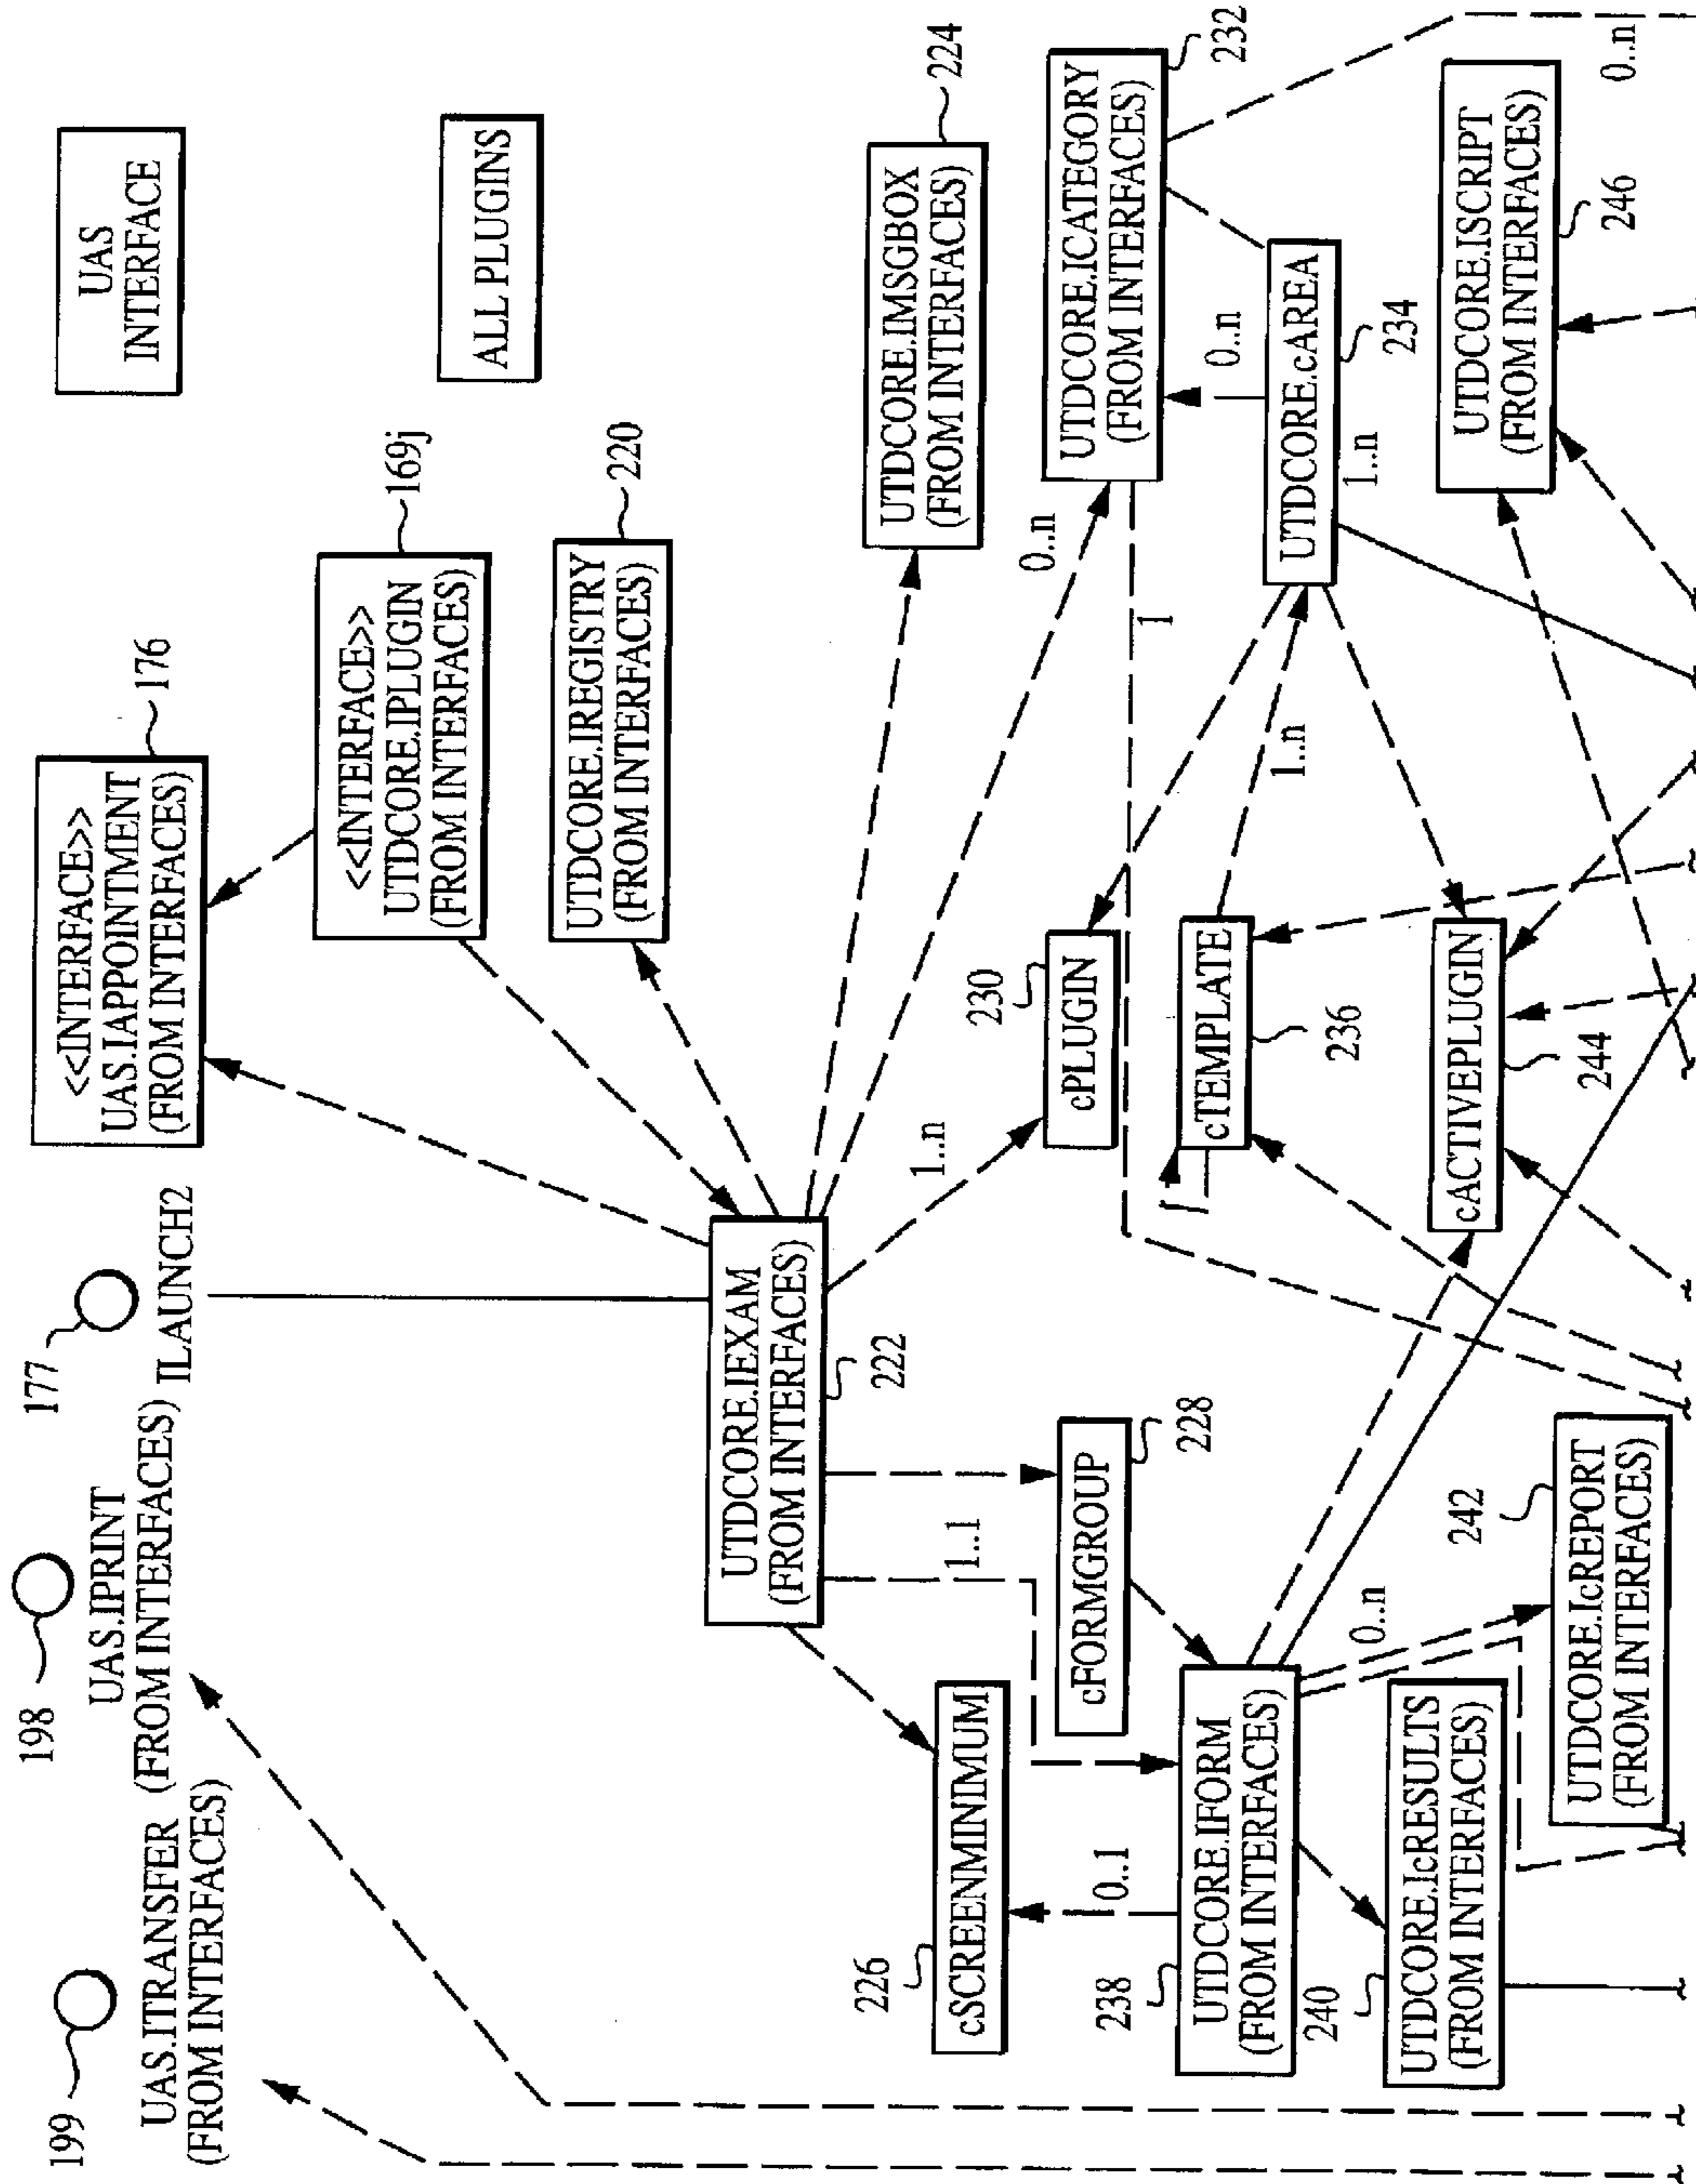 199
UAS.ITRANSFER
(FROM INTERFACES)
198
UAS.IPRINT
(FROM INTERFACES)
177
ILAUNCH2
<<INTERFACE>>
UAS.IAPPOINTMENT
(FROM INTERFACES)
176
UAS
INTERFACE
<<INTERFACE>>
UTDCORE.IPLUGIN
(FROM INTERFACES)
169j
ALL PLUGINS
UTDCORE.IREGISTRY
(FROM INTERFACES)
220
UTDCORE.IEXAM
(FROM INTERFACES)
222
UTDCORE.IMSGBOX
(FROM INTERFACES)
224
226
cSCREENMINIMUM
1..1
cFORMGROUP
228
1..n
230
cPLUGIN
0..n
UTDCORE.ICATEGORY
(FROM INTERFACES)
232
1
0..1
238
UTDCORE.IFORM
(FROM INTERFACES)
cTEMPLATE
236
1..n
0..n
UTDCORE.cAREA
234
1..n
240
UTDCORE.IcRESULTS
(FROM INTERFACES)
0..n
242
UTDCORE.IcREPORT
(FROM INTERFACES)
cACTIVEPLUGIN
244
UTDCORE.ISCRIPT
(FROM INTERFACES)
246
0..n